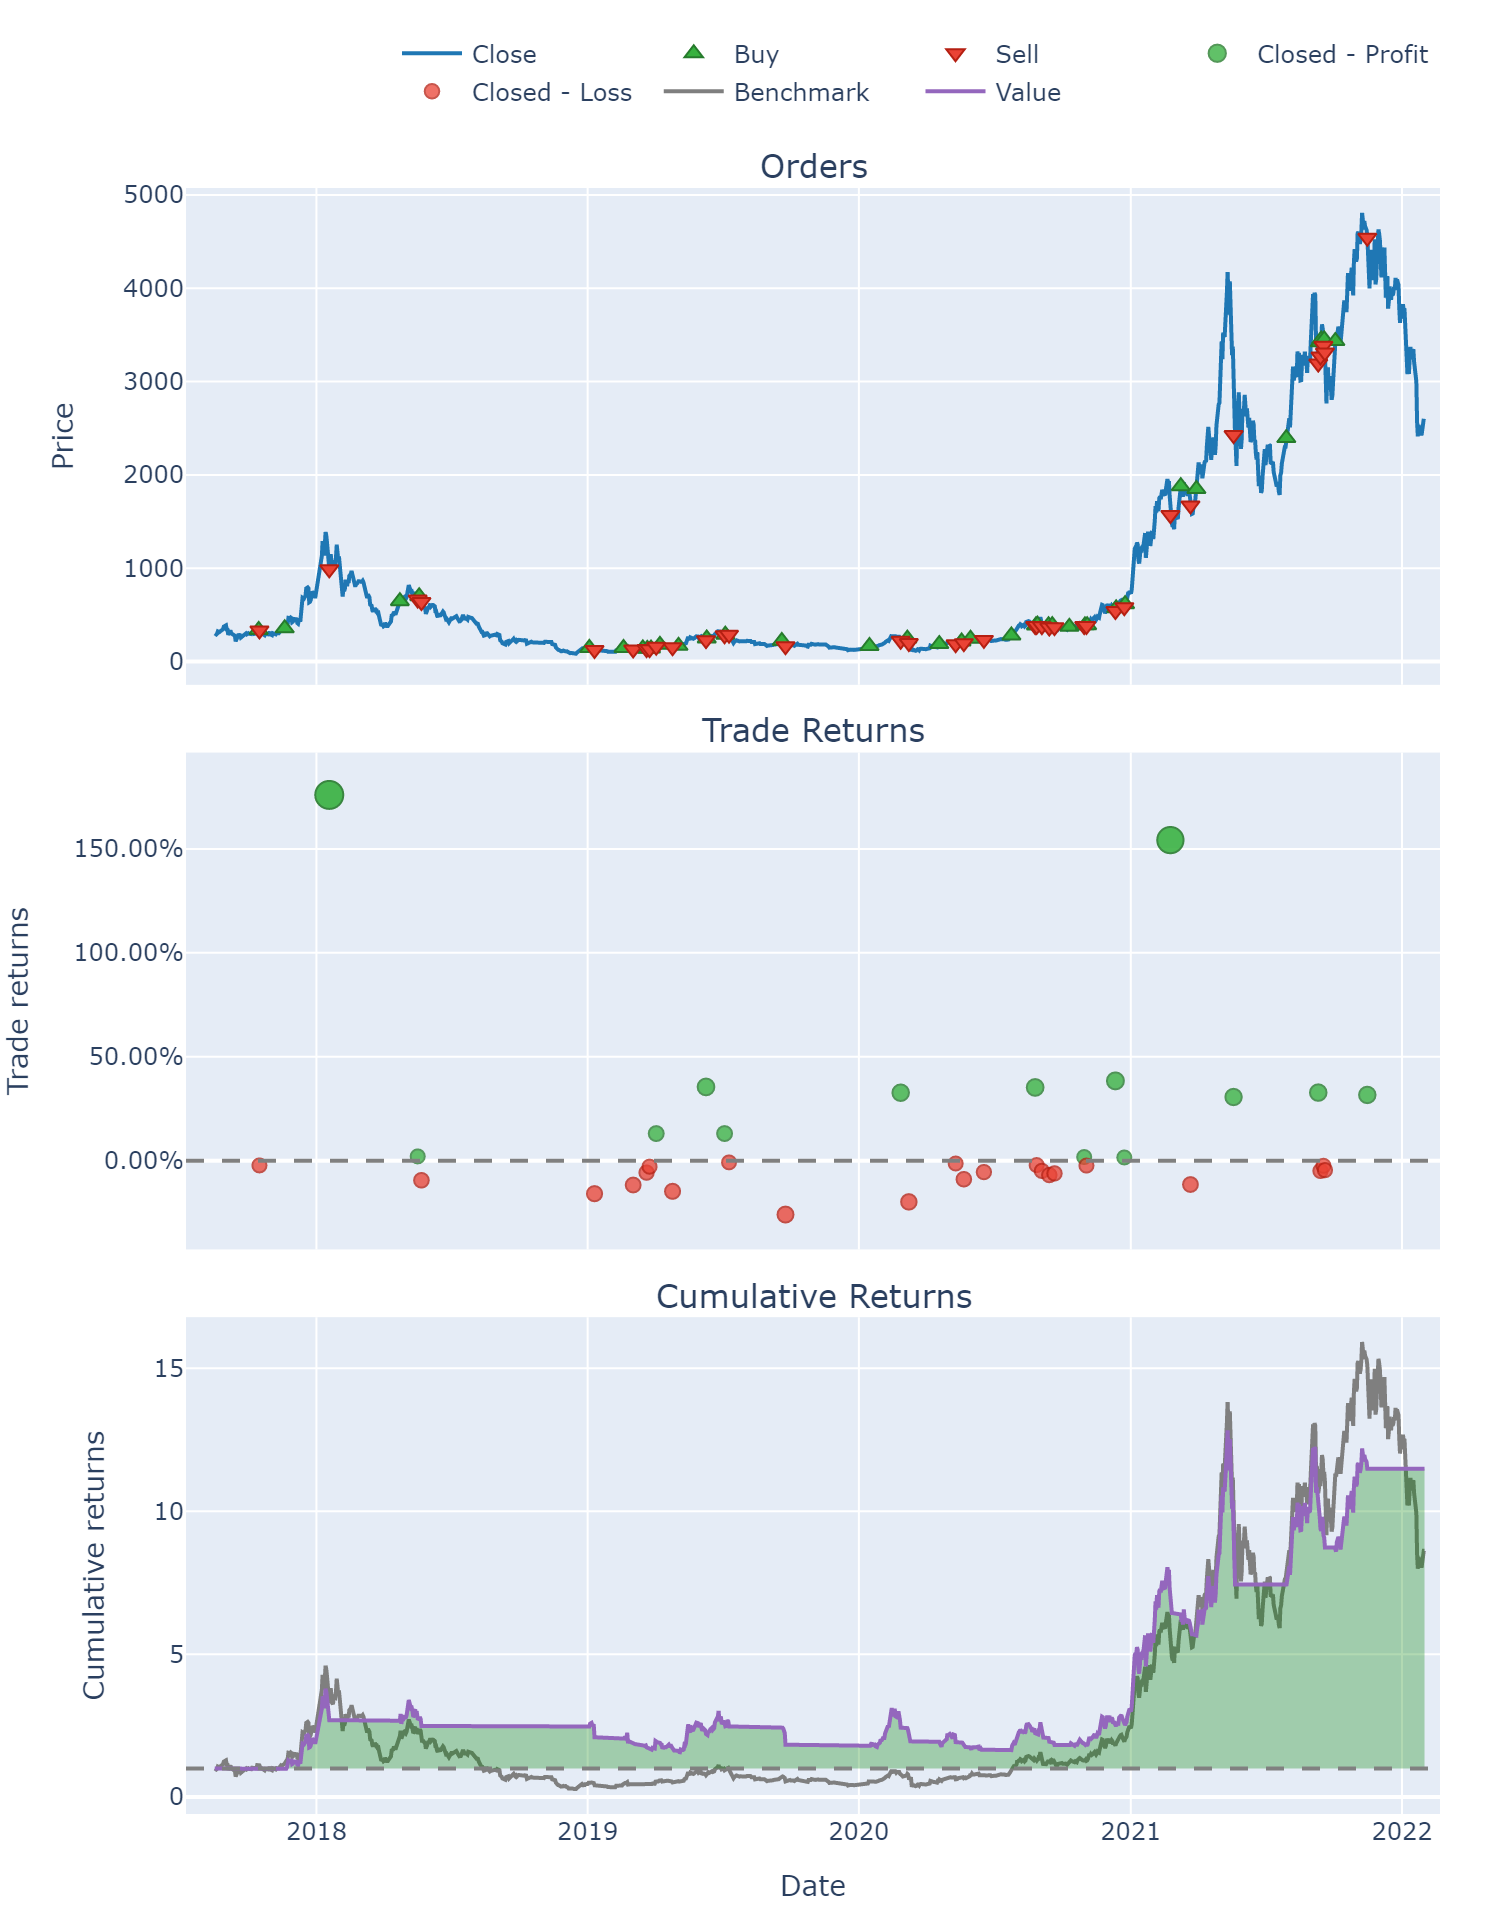 Close Buy Sell Closed - Profit
Closed - Loss Benchmark Value
Orders
5000
4000
3000
2000
1000
0
Price
Trade Returns
150.00%
100.00%
50.00%
0.00%
Trade returns
Cumulative Returns
15
10
5
0
Cumulative returns
2018 2019 2020 2021 2022
Date